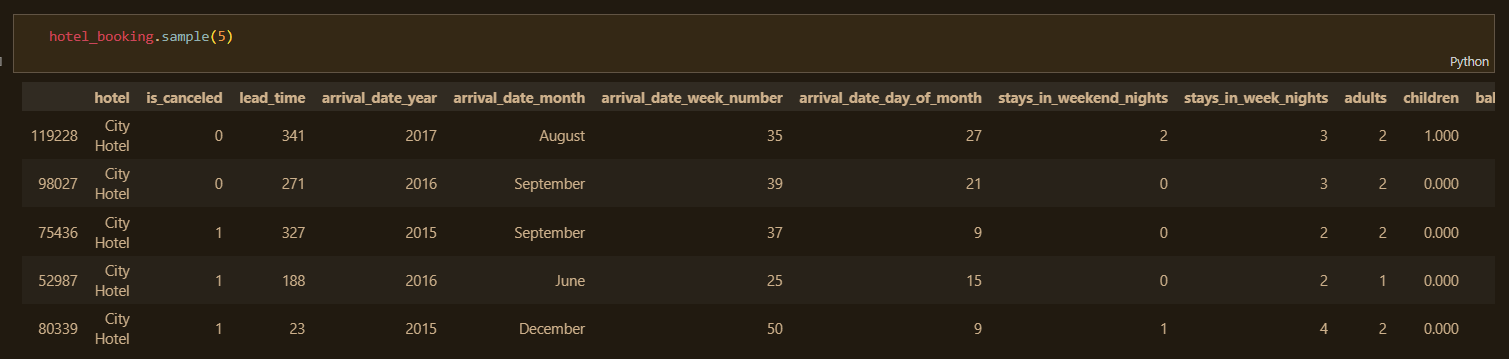 hotel_booking.sample(5)
Python
hotel is_canceled lead_time arrival_date_year arrival_date_month arrival_date_week_number arrival_date_day_of_month stays_in_weekend_nights stays_in_week_nights adults children
119228 City Hotel 0 341 2017 August 35 27 2 3 2 1.000
98027 City Hotel 0 271 2016 September 39 21 0 3 2 0.000
75436 City Hotel 1 327 2015 September 37 9 0 2 2 0.000
52987 City Hotel 1 188 2016 June 25 15 0 2 1 0.000
80339 City Hotel 1 23 2015 December 50 9 1 4 2 0.000